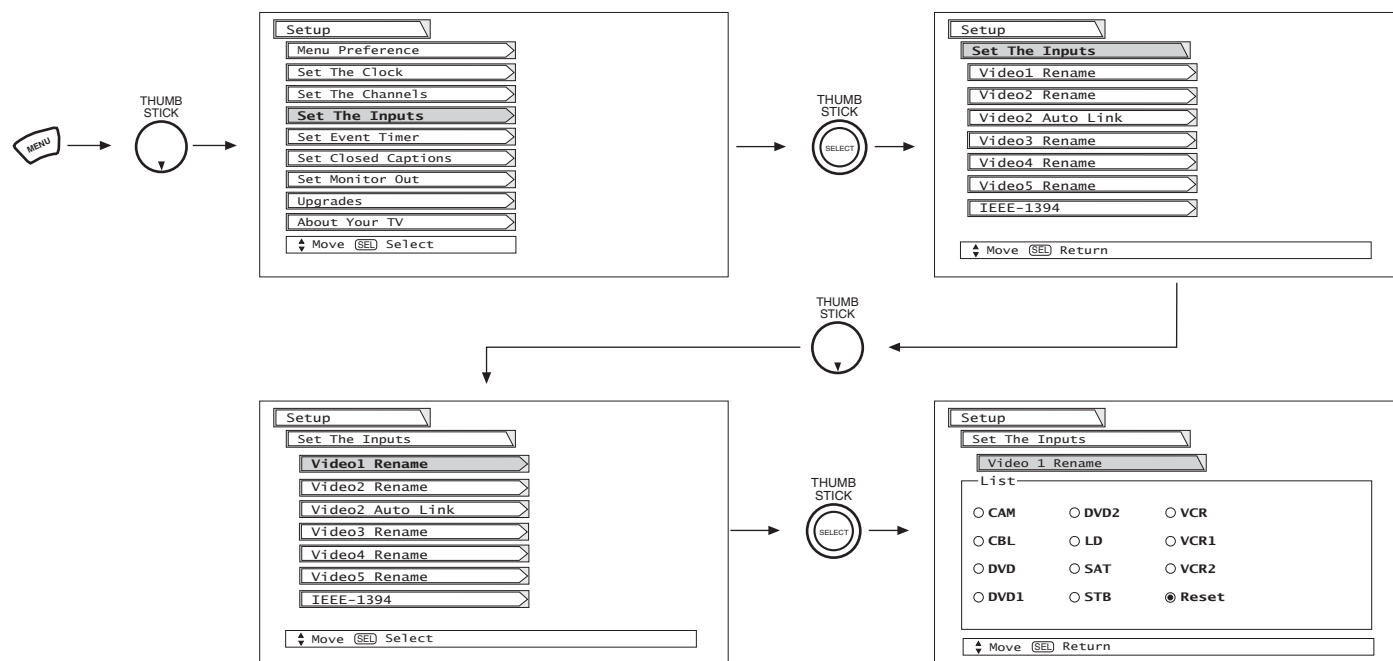 MENU
THUMB
STICK
Setup
Menu Preference
Set The Clock
Set The Channels
Set The Inputs
Set Event Timer
Set Closed Captions
Set Monitor Out
Upgrades
About Your TV
Move SEL Select
THUMB
STICK
SELECT
Setup
Set The Inputs
Video1 Rename
Video2 Rename
Video2 Auto Link
Video3 Rename
Video4 Rename
Video5 Rename
IEEE-1394
Move SEL Return
THUMB
STICK
Setup
Set The Inputs
Video1 Rename
Video2 Rename
Video2 Auto Link
Video3 Rename
Video4 Rename
Video5 Rename
IEEE-1394
Move SEL Select
THUMB
STICK
SELECT
Setup
Set The Inputs
Video 1 Rename
List
CAM DVD2 VCR
CBL LD VCR1
DVD SAT VCR2
DVD1 STB Reset
Move SEL Return